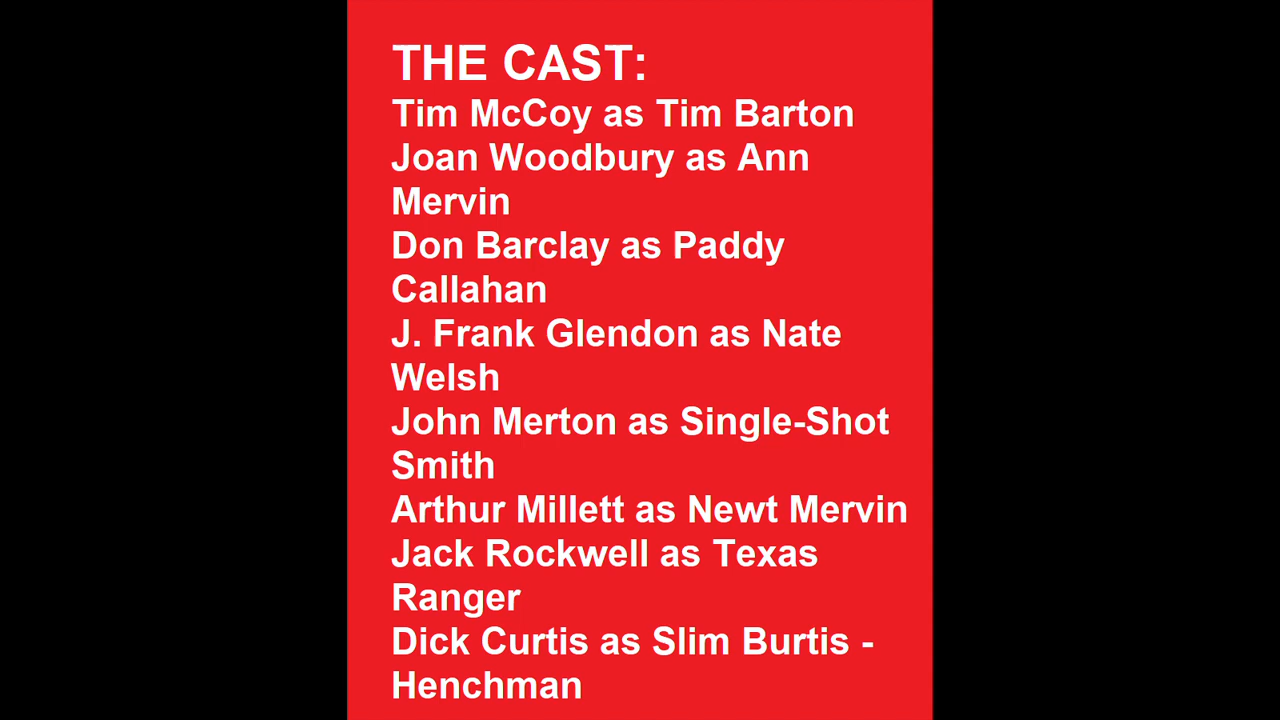 THE CAST:
Tim McCoy as Tim Barton
Joan Woodbury as Ann
Mervin
Don Barclay as Paddy
Callahan
J. Frank Glendon as Nate
Welsh
John Merton as Single-Shot
Smith
Arthur Millett as Newt Mervin
Jack Rockwell as Texas
Ranger
Dick Curtis as Slim Burtis -
Henchman